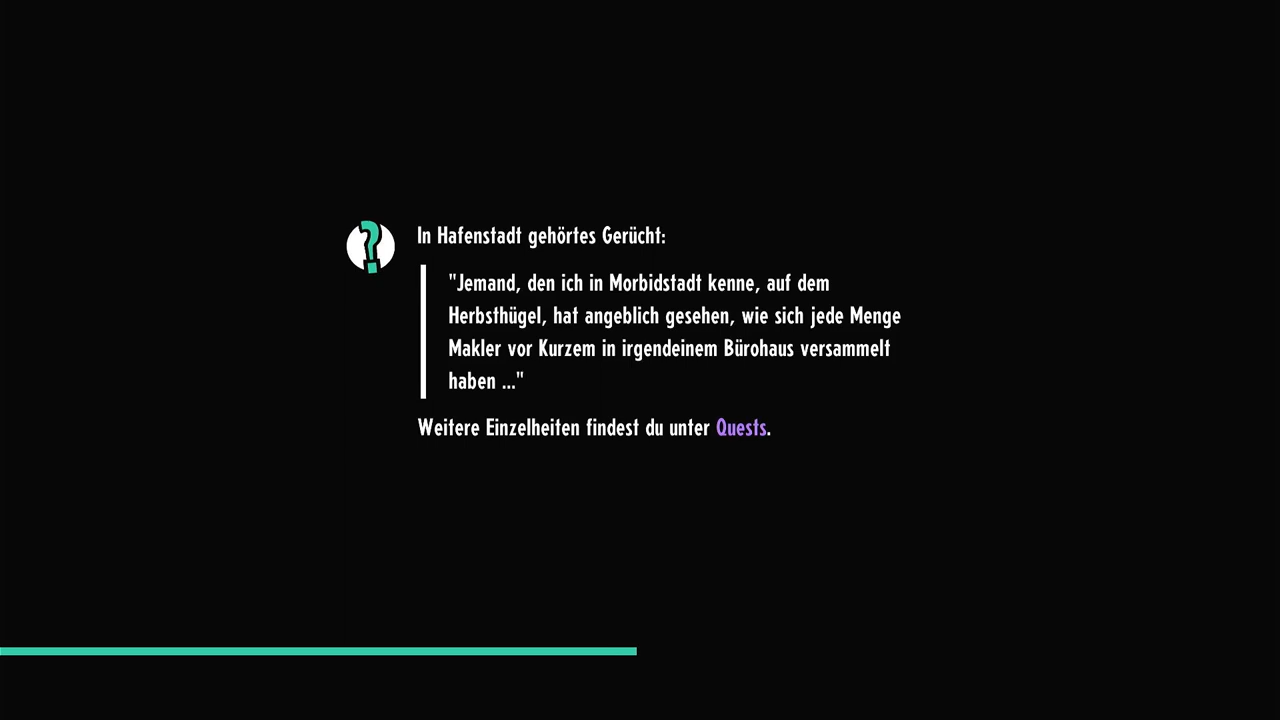 In Hafenstadt gehörtes Gerücht:
"Jemand, den ich in Morbidstadt kenne, auf dem
Herbsthügel, hat angeblich gesehen, wie sich jede Menge
Makler vor Kurzem in irgendeinem Bürohaus versammelt
haben ..."
Weitere Einzelheiten findest du unter Quests.